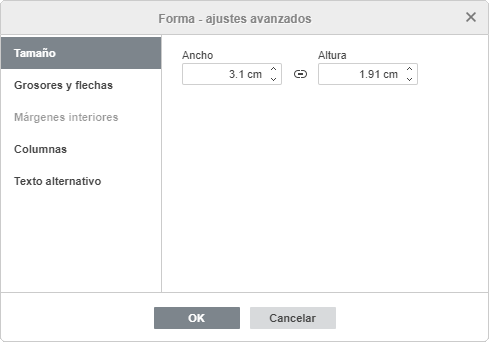 Forma - ajustes avanzados
Tamaño
Grosores y flechas
Márgenes interiores
Columnas
Texto alternativo
Ancho
Altura
3.1 cm
1.91 cm
OK
Cancelar